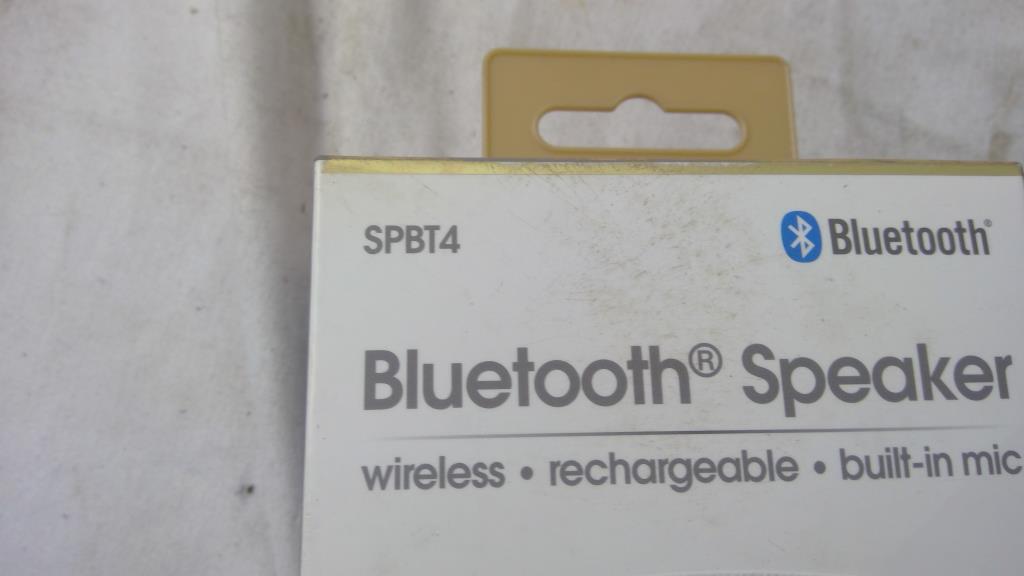 SPBT4
Bluetooth®
Bluetooth® Speaker
wireless • rechargeable • built-in mic